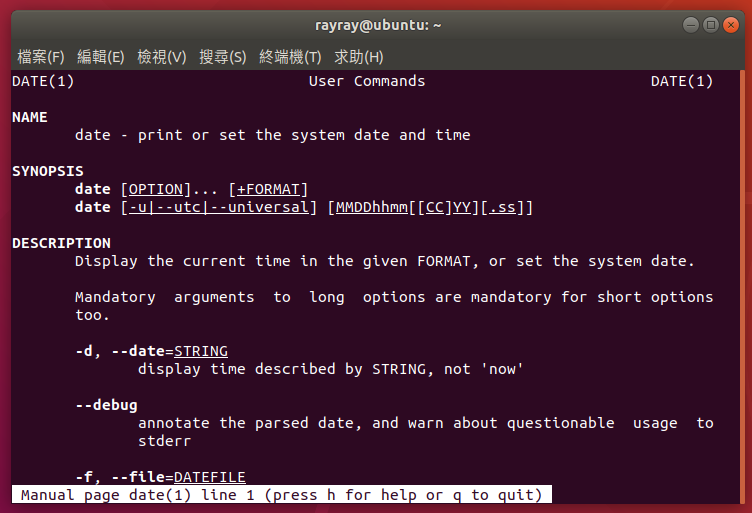 rayray@ubuntu: ~
檔案(F) 編輯(E) 檢視(V) 搜尋(S) 終端機(T) 求助(H)
DATE(1) User Commands DATE(1)
NAME
date - print or set the system date and time
SYNOPSIS
date [OPTION]... [+FORMAT]
date [-u|--utc|--universal] [MMDDhhmm[[CC]YY][.ss]]
DESCRIPTION
Display the current time in the given FORMAT, or set the system date.
Mandatory arguments to long options are mandatory for short options
too.
-d, --date=STRING
display time described by STRING, not 'now'
--debug
annotate the parsed date, and warn about questionable usage to
stderr
-f, --file=DATEFILE
Manual page date(1) line 1 (press h for help or q to quit)